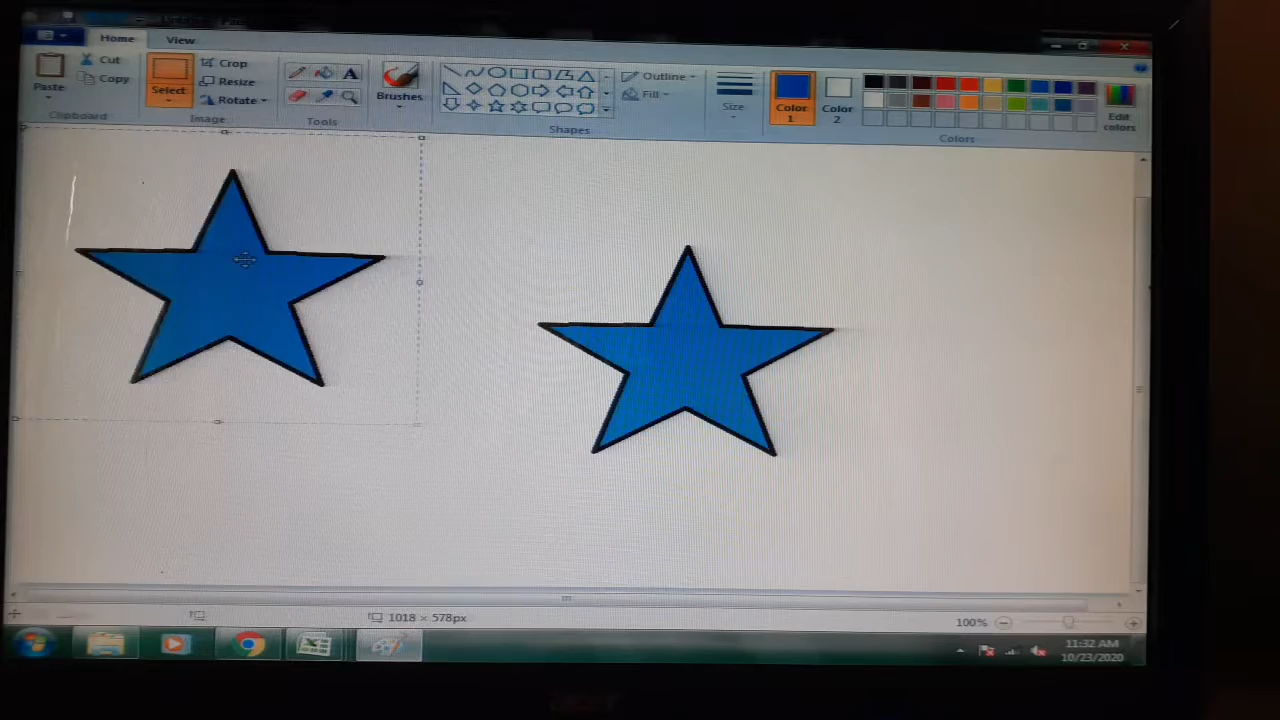 Home View
Paste
Cut
Copy
Clipboard
Select
Crop
Resize
Rotate
Image
A
Tools
Brushes
Shapes
Outline
Fill
Size
Color 1
Color 2
Edit colors
Colors
1018 × 578px
100%
11:32 AM
10/23/2020
acer